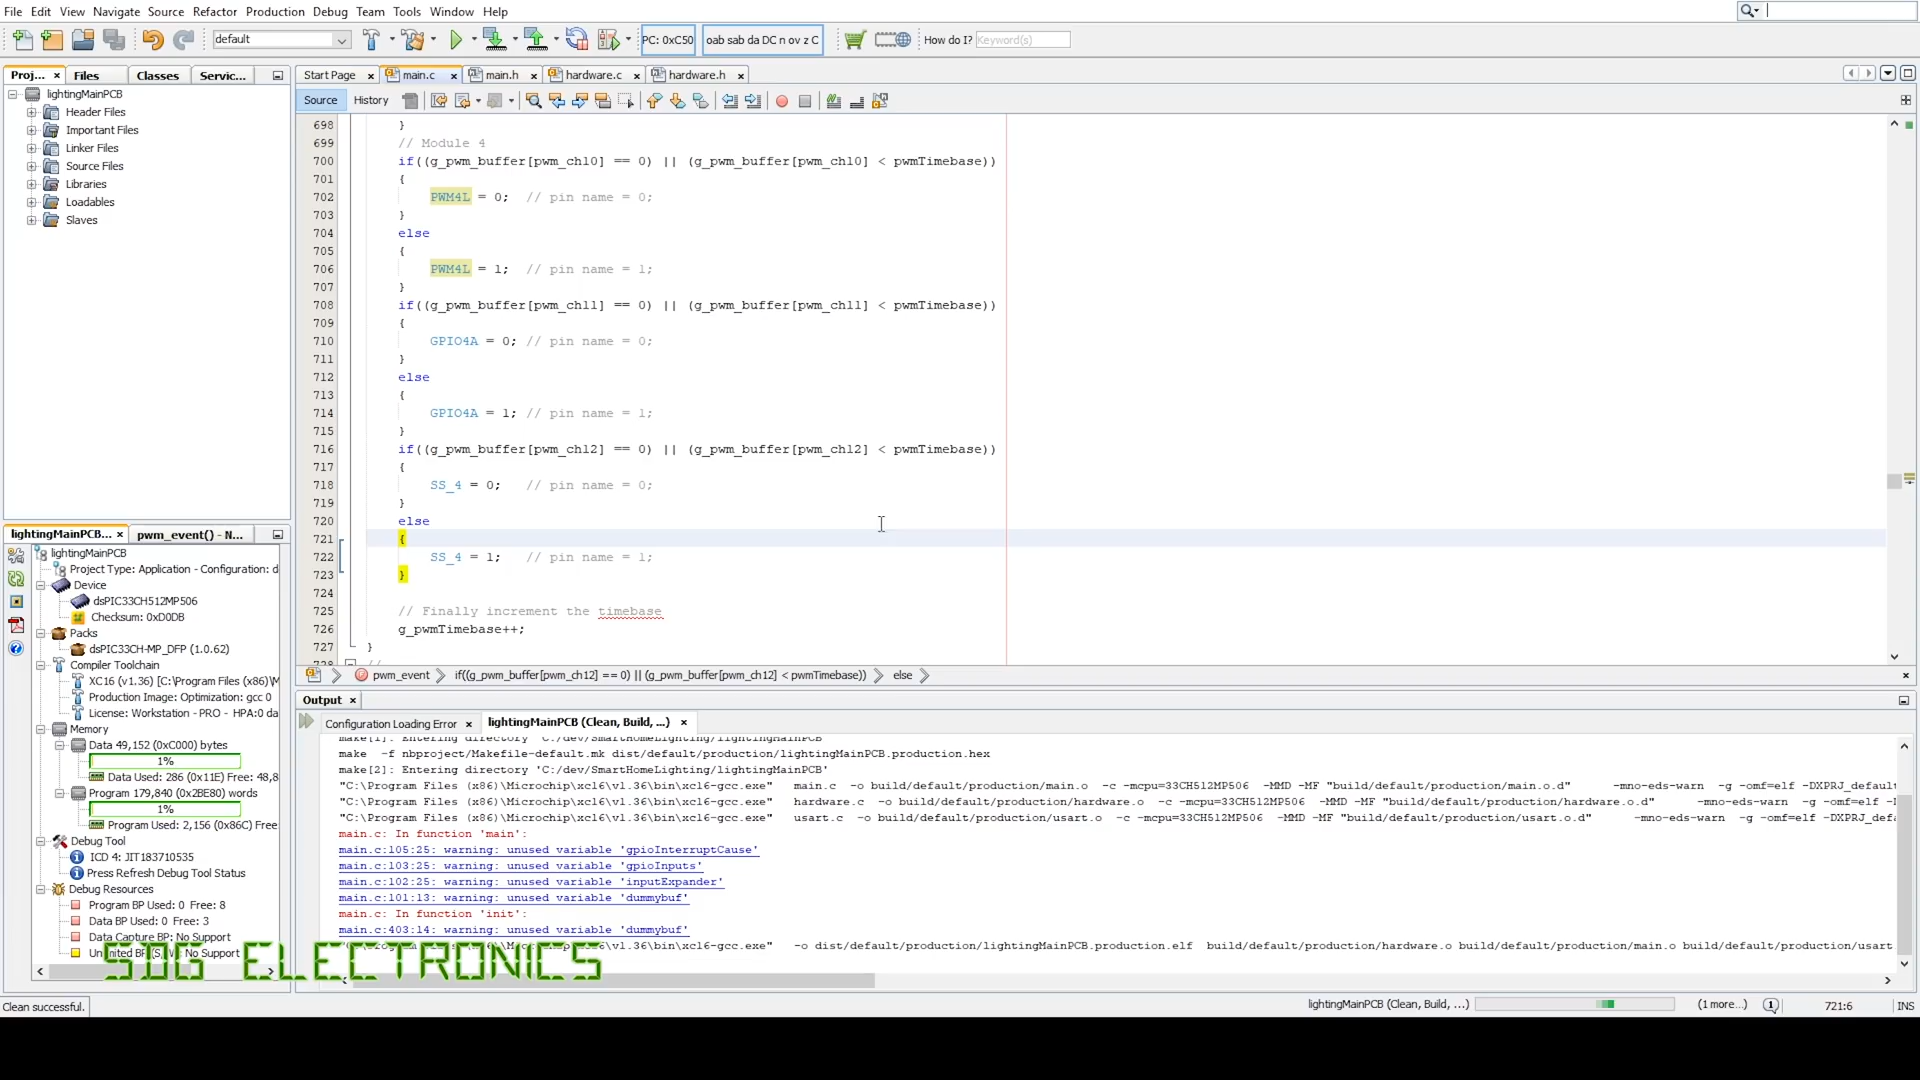 File Edit View Navigate Source Refactor Production Debug Team Tools Window Help
default
PC: 0xC50
oab sab da DC n ov z C
How do I? Keyword(s)
Proj... × Files Classes Servic...
Start Page × main.c × main.h × hardware.c × hardware.h ×
lightingMainPCB
Header Files
Important Files
Linker Files
Source Files
Libraries
Loadables
Slaves
Source History
698 }
699 // Module 4
700 if((g_pwm_buffer[pwm_ch10] == 0) || (g_pwm_buffer[pwm_ch10] < pwmTimebase))
701 {
702 PWM4L = 0; // pin name = 0;
703 }
704 else
705 {
706 PWM4L = 1; // pin name = 1;
707 }
708 if((g_pwm_buffer[pwm_ch11] == 0) || (g_pwm_buffer[pwm_ch11] < pwmTimebase))
709 {
710 GPIO4A = 0; // pin name = 0;
711 }
712 else
713 {
714 GPIO4A = 1; // pin name = 1;
715 }
716 if((g_pwm_buffer[pwm_ch12] == 0) || (g_pwm_buffer[pwm_ch12] < pwmTimebase))
717 {
718 SS_4 = 0; // pin name = 0;
719 }
720 else
721 {
722 SS_4 = 1; // pin name = 1;
723 }
724
725 // Finally increment the timebase
726 g_pwmTimebase++;
727 }
pwm_event if((g_pwm_buffer[pwm_ch12] == 0) || (g_pwm_buffer[pwm_ch12] < pwmTimebase)) else
lightingMainPCB... × pwm_event() - N...
lightingMainPCB
Project Type: Application - Configuration: d
Device
dsPIC33CH512MP506
Checksum: 0xD0DB
Packs
dsPIC33CH-MP_DFP (1.0.62)
Compiler Toolchain
XC16 (v1.36) [C:\Program Files (x86)\M
Production Image: Optimization: gcc 0
License: Workstation - PRO - HPA:0 da
Memory
Data 49,152 (0xC000) bytes
1%
Data Used: 286 (0x11E) Free: 48,8
Program 179,840 (0x2BE80) words
1%
Program Used: 2,156 (0x86C) Free
Debug Tool
ICD 4: JIT183710535
Press Refresh Debug Tool Status
Debug Resources
Program BP Used: 0 Free: 8
Data BP Used: 0 Free: 3
Data Capture BP: No Support
No Support
Output ×
Configuration Loading Error × lightingMainPCB (Clean, Build, ...) ×
make[1]: Entering directory 'C:/dev/SmartHomeLighting/lightingMainPCB'
make -f nbproject/Makefile-default.mk dist/default/production/lightingMainPCB.production.hex
make[2]: Entering directory 'C:/dev/SmartHomeLighting/lightingMainPCB'
"C:\Program Files (x86)\Microchip\xc16\v1.36\bin\xc16-gcc.exe" main.c -o build/default/production/main.o -c -mcpu=33CH512MP506 -MMD -MF "build/default/production/main.o.d" -mno-eds-warn -g -omf=elf -DXPRJ_default
"C:\Program Files (x86)\Microchip\xc16\v1.36\bin\xc16-gcc.exe" hardware.c -o build/default/production/hardware.o -c -mcpu=33CH512MP506 -MMD -MF "build/default/production/hardware.o.d" -mno-eds-warn -g -omf=elf
"C:\Program Files (x86)\Microchip\xc16\v1.36\bin\xc16-gcc.exe" usart.c -o build/default/production/usart.o -c -mcpu=33CH512MP506 -MMD -MF "build/default/production/usart.o.d" -mno-eds-warn -g -omf=elf -DXPRJ_defa
main.c: In function 'main':
main.c:105:25: warning: unused variable 'gpioInterruptCause'
main.c:103:25: warning: unused variable 'gpioInputs'
main.c:102:25: warning: unused variable 'inputExpander'
main.c:101:13: warning: unused variable 'dummybuf'
main.c: In function 'init':
main.c:403:14: warning: unused variable 'dummybuf'
\v1.36\bin\xc16-gcc.exe" -o dist/default/production/lightingMainPCB.production.elf build/default/production/hardware.o build/default/production/main.o build/default/production/usart
SDG ELECTRONICS
Clean successful.
lightingMainPCB (Clean, Build, ...) (1 more...) 721:6 INS